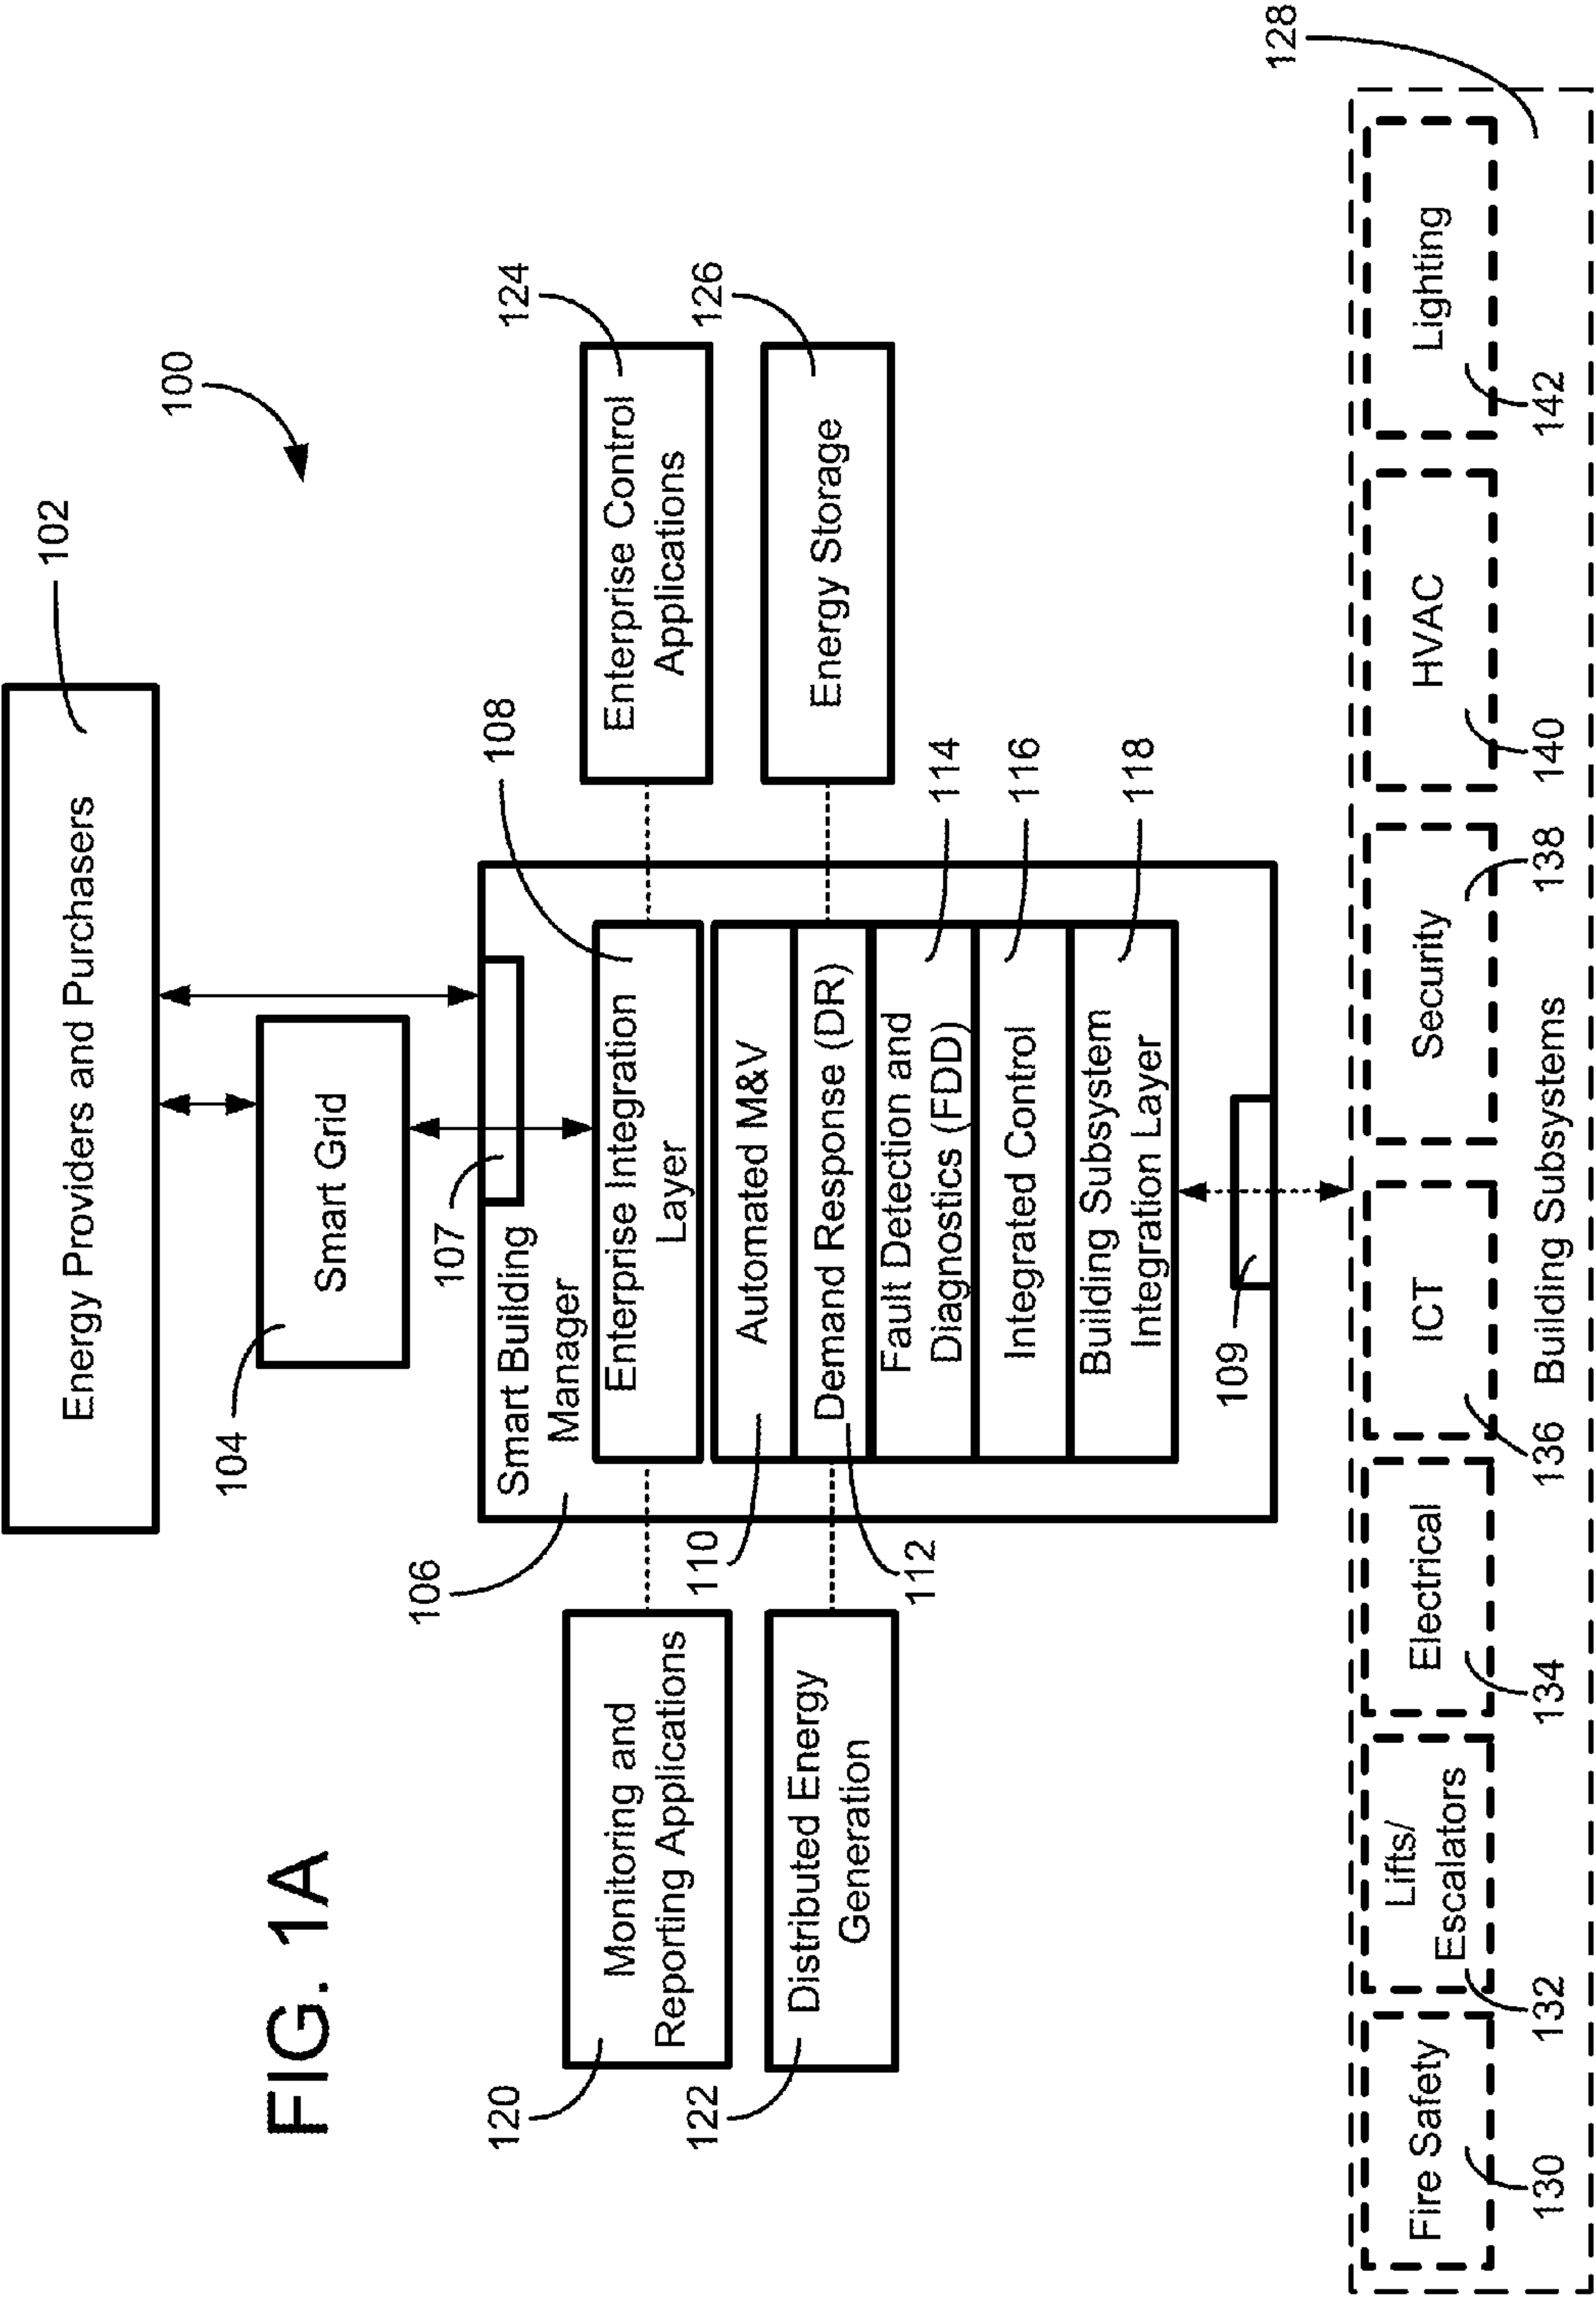 FIG. 1A
100
Energy Providers and Purchasers
102
104
Smart Grid
107
106
Smart Building
Manager
108
Enterprise Integration
Layer
110
Automated M&V
112
Demand Response (DR)
Fault Detection and
Diagnostics (FDD)
114
Integrated Control
116
Building Subsystem
Integration Layer
118
109
120
Monitoring and
Reporting Applications
122
Distributed Energy
Generation
124
Enterprise Control
Applications
126
Energy Storage
128
Fire Safety
130
Lifts/
Escalators
132
Electrical
134
ICT
136
Security
138
HVAC
140
Lighting
142
Building Subsystems